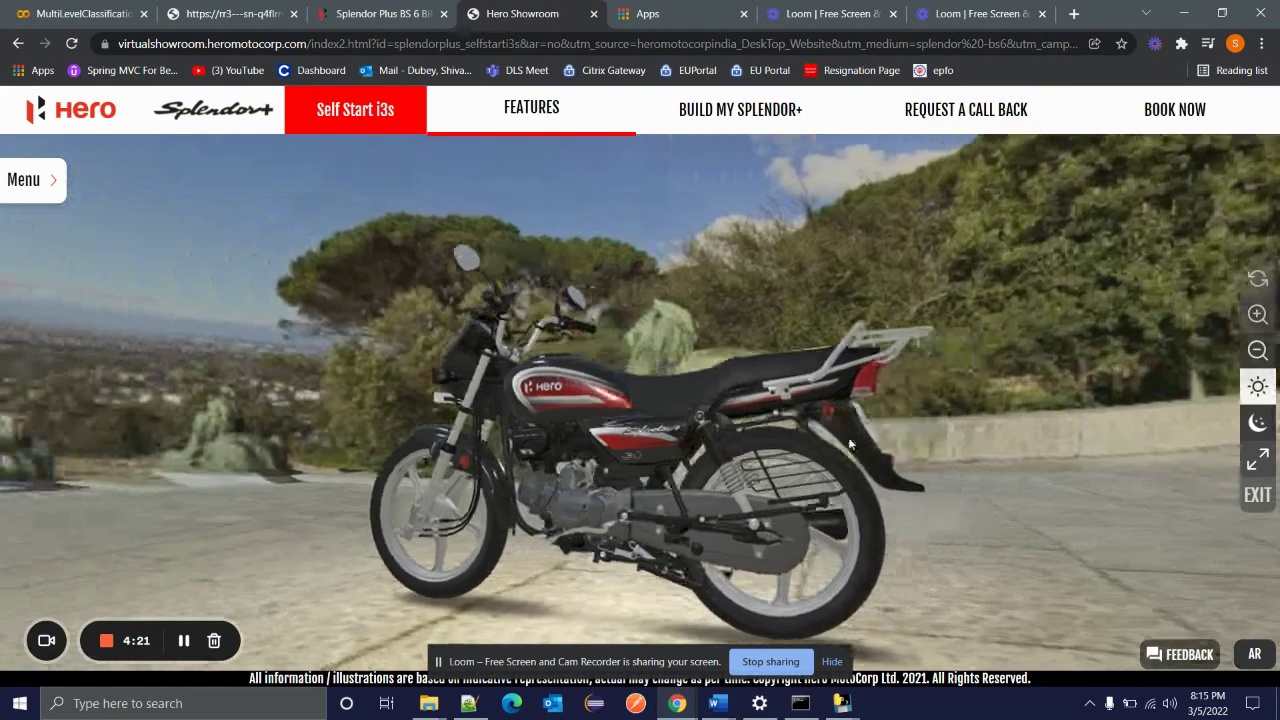 MultiLevelClassificatio
https://rr3---sn-q4flrn
Splendor Plus BS 6 Bik
Hero Showroom
Apps
Loom | Free Screen &
Loom | Free Screen &
virtualshowroom.heromotocorp.com/index2.html?id=splendorplus_selfstarti3s&at=no&utm_source=heromotocorpindia_DeskTop_Website&utm_medium=splendor%20-bs6&utm_camp...
S
Apps
Spring MVC For Be...
(3) YouTube
Dashboard
Mail - Dubey, Shiva...
DLS Meet
Citrix Gateway
EUPortal
EU Portal
Resignation Page
epfo
Reading list
Hero
Splendor+
Self Start i3s
FEATURES
BUILD MY SPLENDOR+
REQUEST A CALL BACK
BOOK NOW
Menu
HERO
Splendor
EXIT
4:21
Loom – Free Screen and Cam Recorder is sharing your screen.
Stop sharing
Hide
FEEDBACK
AR
All information / illustrations are based on indicative representation, actual may change as per time. Copyright Hero MotoCorp Ltd. 2021. All Rights Reserved.
Type here to search
8:15 PM
3/5/2022